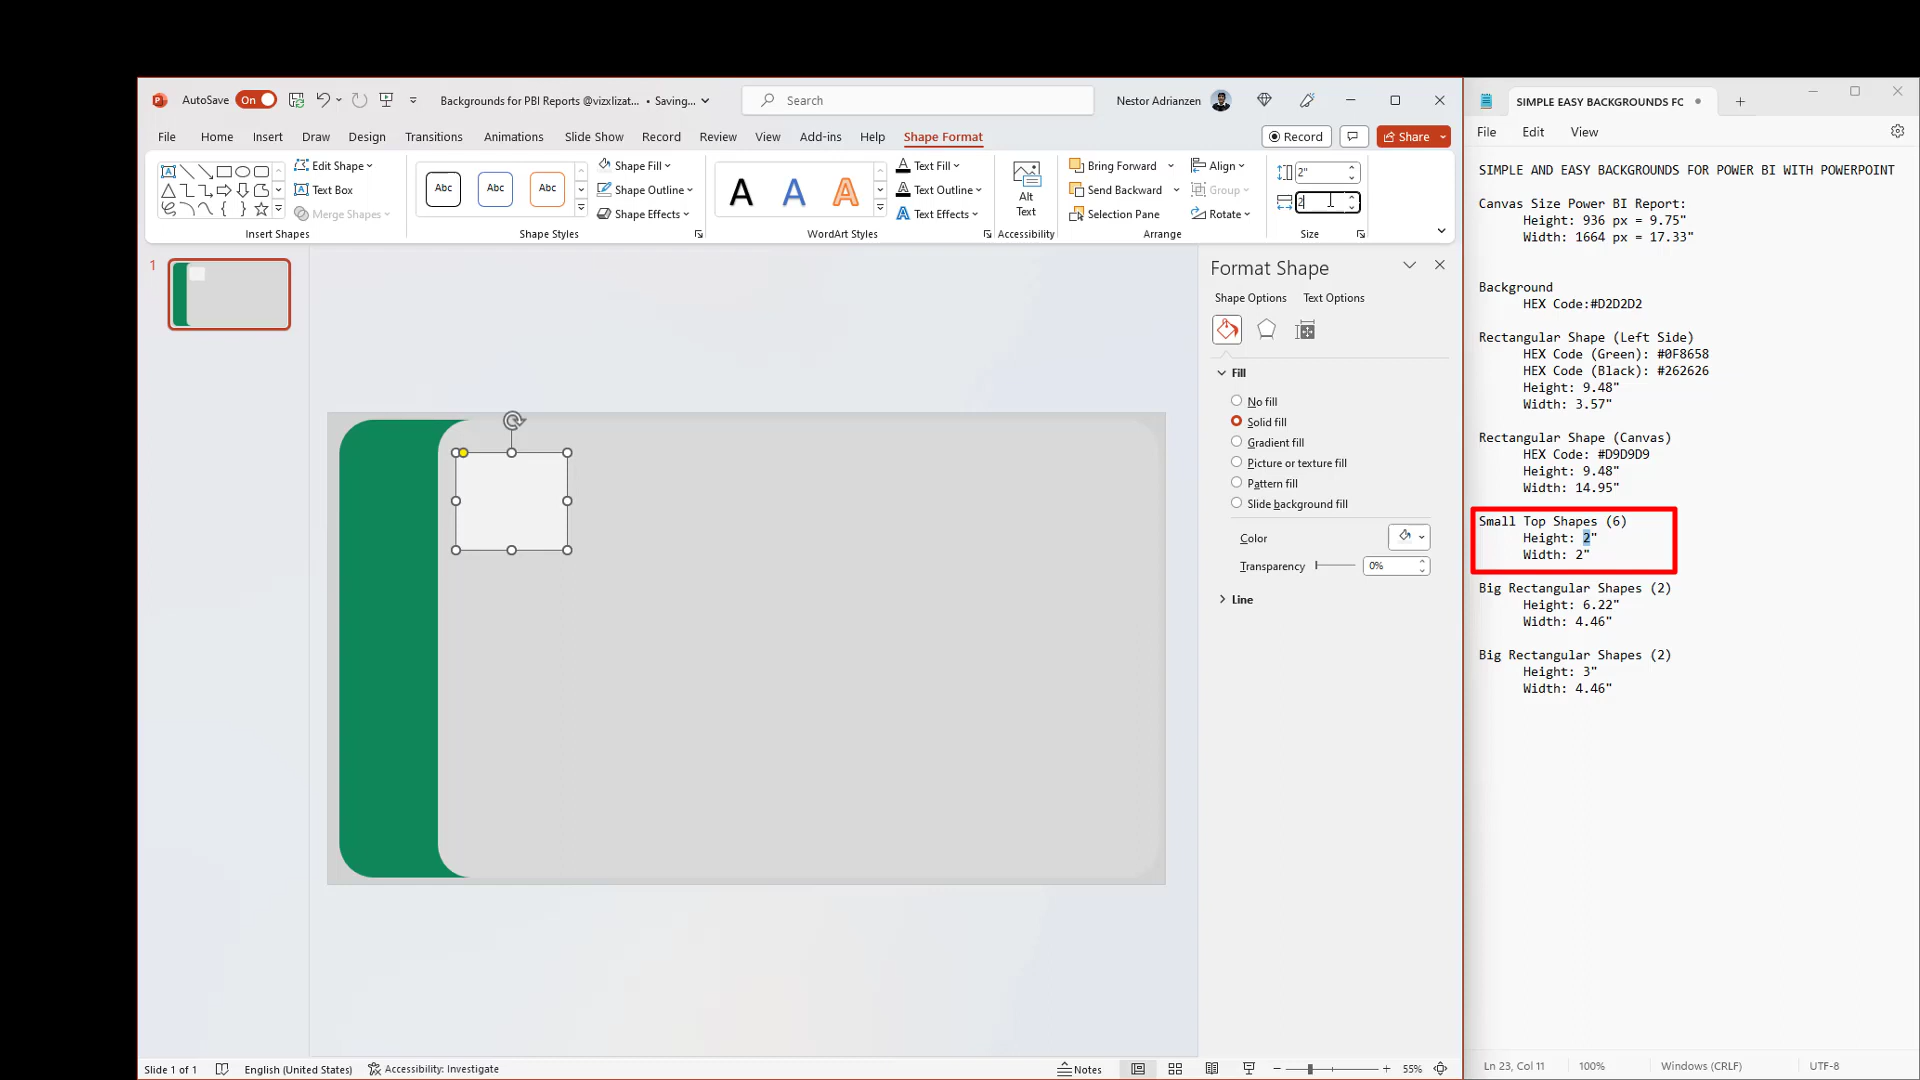 AutoSave On
Backgrounds for PBI Reports @vizxlizat... • Saving...
Search
Nestor Adrianzen
File Home Insert Draw Design Transitions Animations Slide Show Record Review View Add-ins Help Shape Format
Record
Share
Edit Shape
Text Box
Merge Shapes
Insert Shapes
Abc Abc Abc
Shape Fill
Shape Outline
Shape Effects
Shape Styles
A A A
Text Fill
Text Outline
Text Effects
WordArt Styles
Alt
Text
Accessibility
Bring Forward
Send Backward
Selection Pane
Align
Group
Rotate
Arrange
2"
2
Size
1
Format Shape
Shape Options Text Options
Fill
No fill
Solid fill
Gradient fill
Picture or texture fill
Pattern fill
Slide background fill
Color
Transparency 0%
Line
Slide 1 of 1
English (United States)
Accessibility: Investigate
Notes
55%
SIMPLE EASY BACKGROUNDS FC
File Edit View
SIMPLE AND EASY BACKGROUNDS FOR POWER BI WITH POWERPOINT
Canvas Size Power BI Report:
Height: 936 px = 9.75"
Width: 1664 px = 17.33"
Background
HEX Code:#D2D2D2
Rectangular Shape (Left Side)
HEX Code (Green): #0F8658
HEX Code (Black): #262626
Height: 9.48"
Width: 3.57"
Rectangular Shape (Canvas)
HEX Code: #D9D9D9
Height: 9.48"
Width: 14.95"
Small Top Shapes (6)
Height: 2"
Width: 2"
Big Rectangular Shapes (2)
Height: 6.22"
Width: 4.46"
Big Rectangular Shapes (2)
Height: 3"
Width: 4.46"
Ln 23, Col 11
100%
Windows (CRLF)
UTF-8